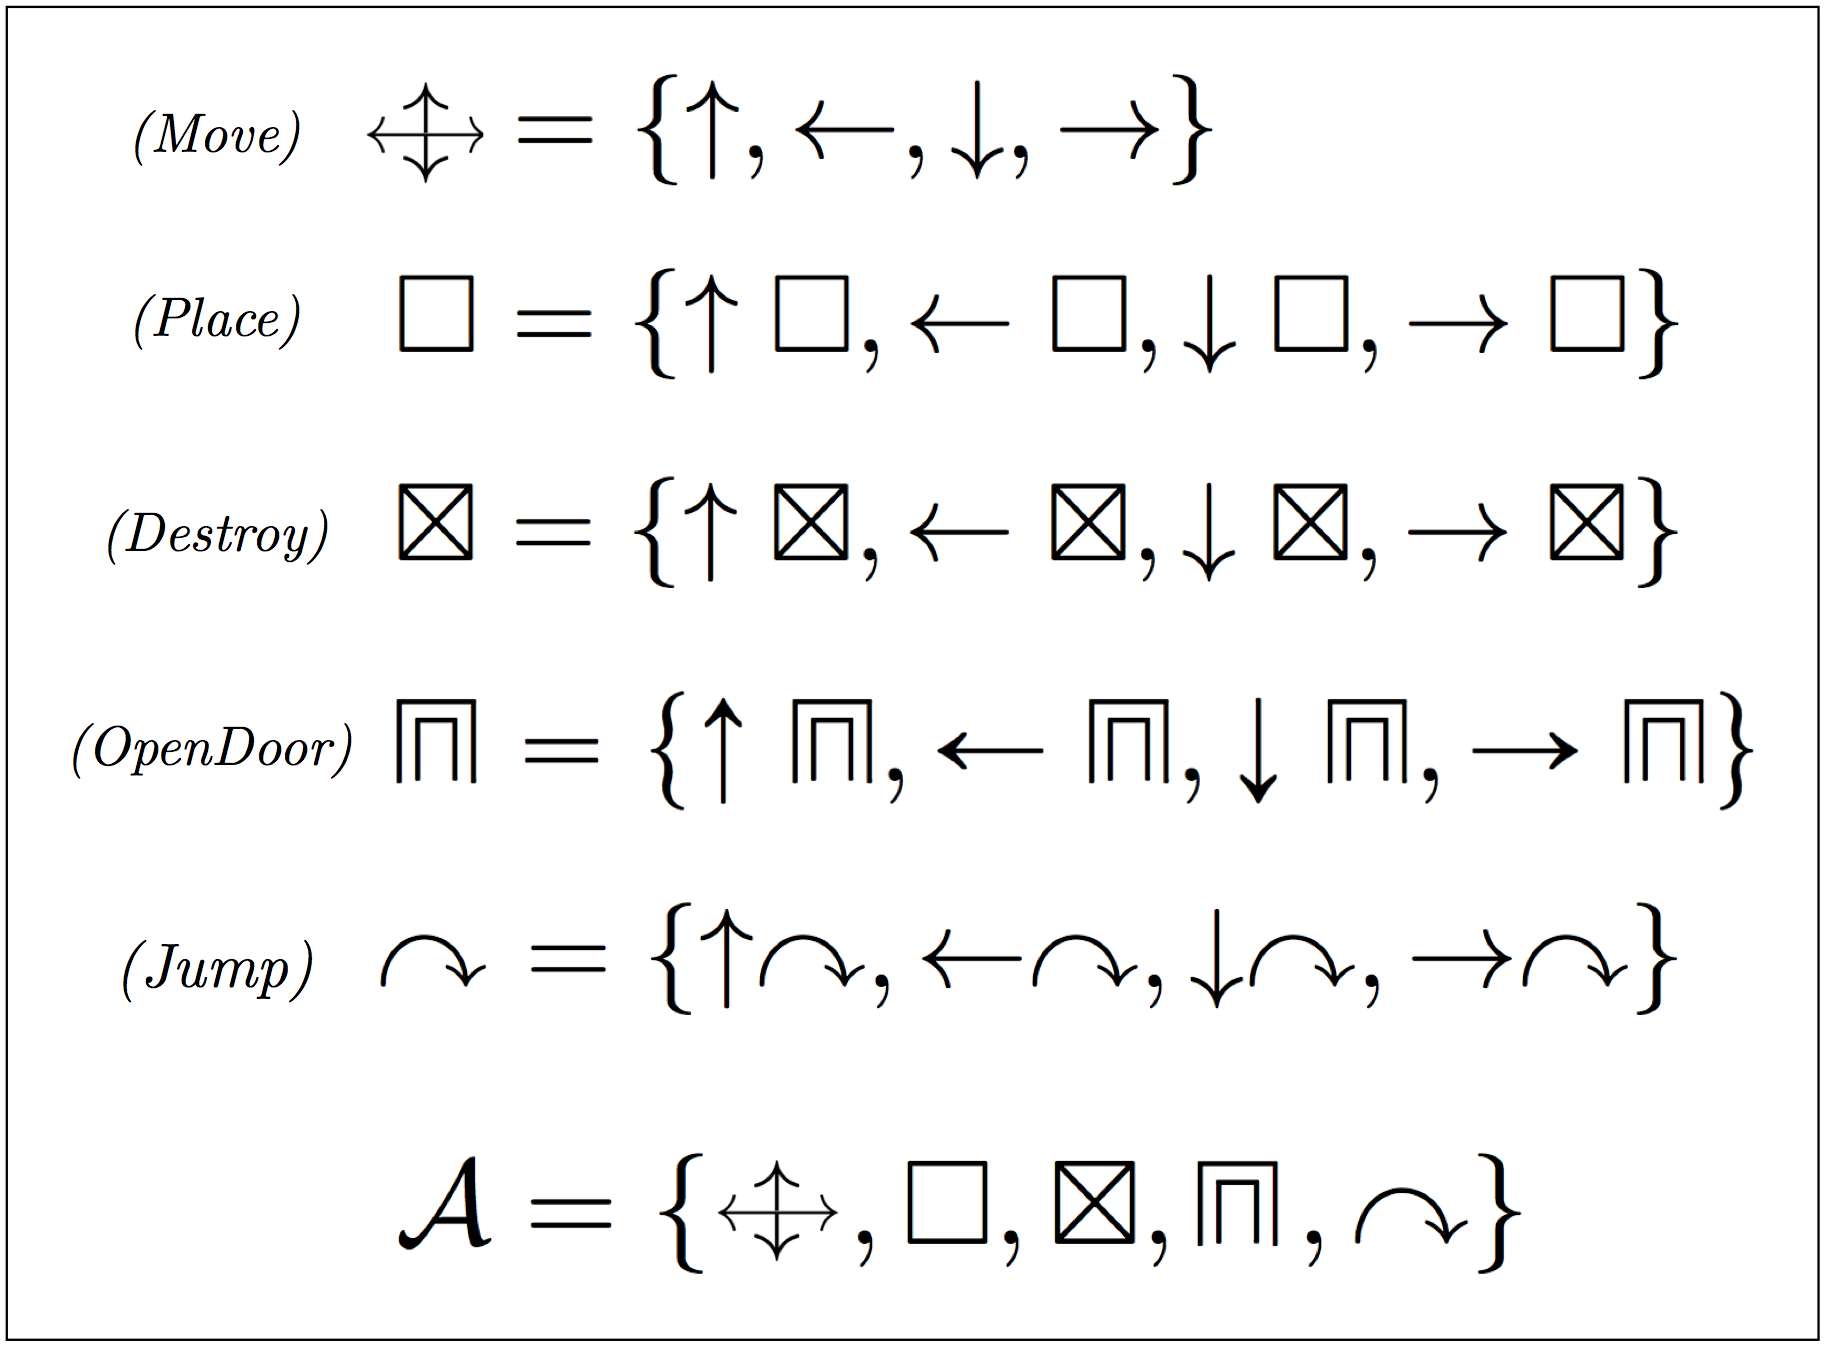 (Move) ✥ = {↑, ←, ↓, →}
(Place) □ = {↑ □, ← □, ↓ □, → □}
(Destroy) ⊠ = {↑ ⊠, ← ⊠, ↓ ⊠, → ⊠}
(OpenDoor) ⩃ = {↑ ⩃, ← ⩃, ↓ ⩃, → ⩃}
(Jump) ↷ = {↑↷, ←↷, ↓↷, →↷}
𝒜 = {✥, □, ⊠, ⩃, ↷}